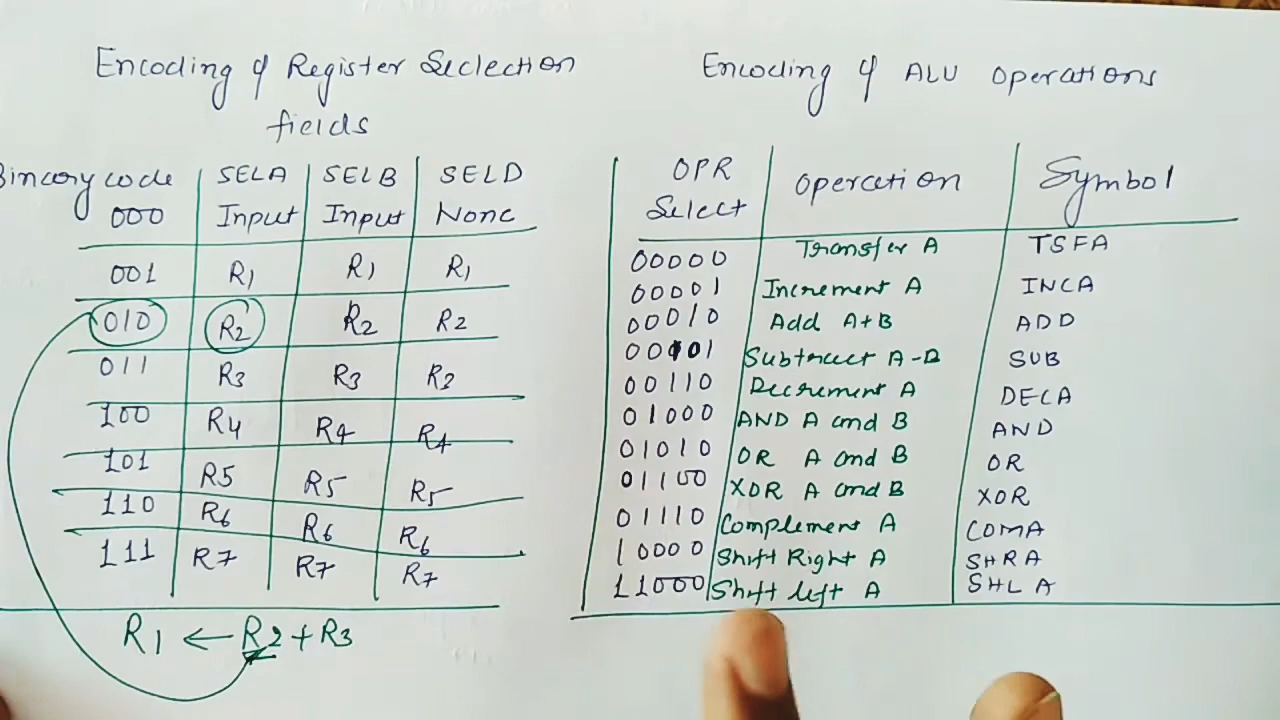 Encoding of Register Selection
fields
Binary code SELA SELB SELD
000 Input Input None
001 R1 R1 R1
010 R2 R2 R2
011 R3 R3 R3
100 R4 R4 R4
101 R5 R5 R5
110 R6 R6 R6
111 R7 R7 R7
R1 ← R2 + R3
Encoding of ALU operations
OPR Select Operation Symbol
00000 Transfer A TSFA
00001 Increment A INCA
00010 Add A+B ADD
00101 Subtract A-B SUB
00110 Decrement A DECA
01000 AND A and B AND
01010 OR A and B OR
01100 XOR A and B XOR
01110 Complement A COMA
10000 Shift Right A SHRA
11000 Shift left A SHLA